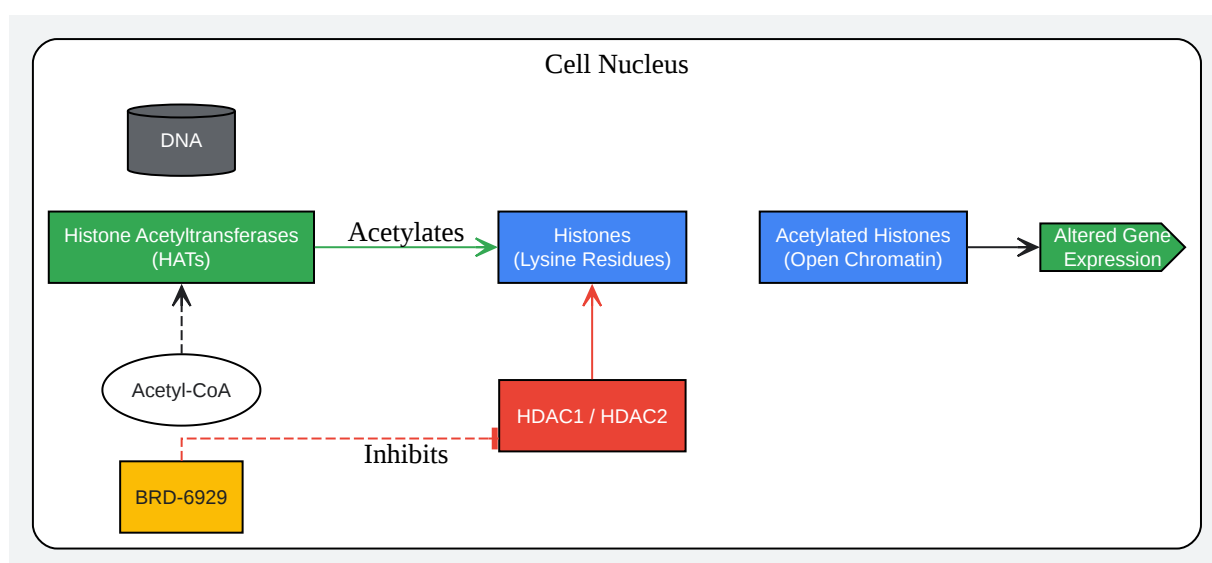 Cell Nucleus
DNA
Histone Acetyltransferases
(HATs)
Acetylates
Histones
(Lysine Residues)
Acetylated Histones
(Open Chromatin)
Altered Gene
Expression
Acetyl-CoA
HDAC1 / HDAC2
Inhibits
BRD-6929